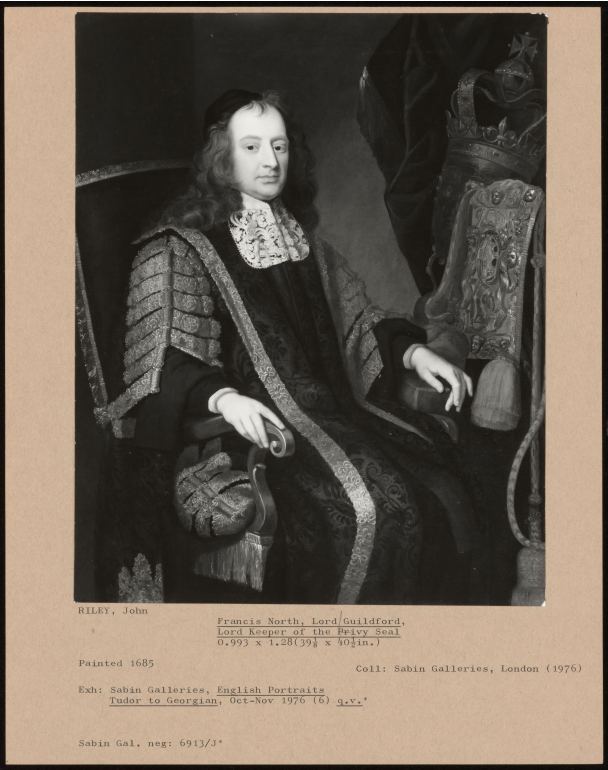 RILEY, John
Francis North, Lord Guildford,
Lord Keeper of the Privy Seal
0.993 x 1.28(39⅛ x 40½in.)
Painted 1685
Coll: Sabin Galleries, London (1976)
Exh: Sabin Galleries, English Portraits
Tudor to Georgian, Oct-Nov 1976 (6) q.v.*
Sabin Gal. neg: 6913/J*